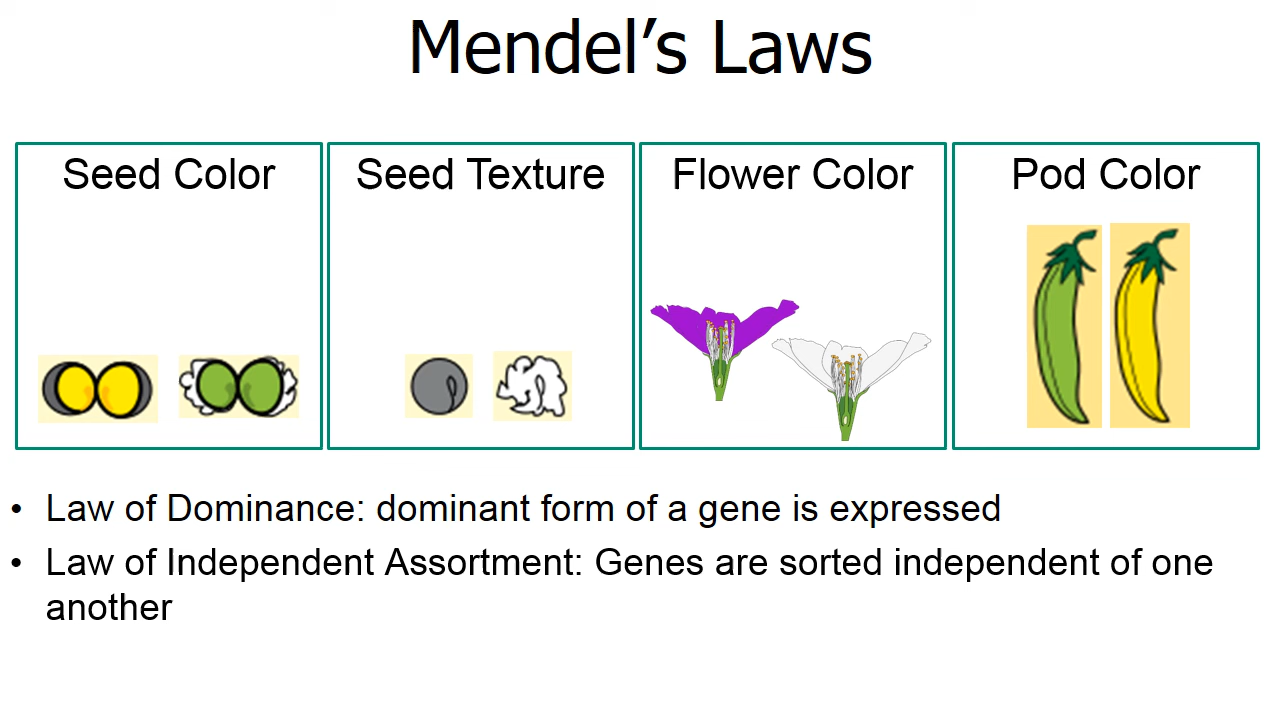 Mendel’s Laws
Seed Color
Seed Texture
Flower Color
Pod Color
• Law of Dominance: dominant form of a gene is expressed
• Law of Independent Assortment: Genes are sorted independent of one
another